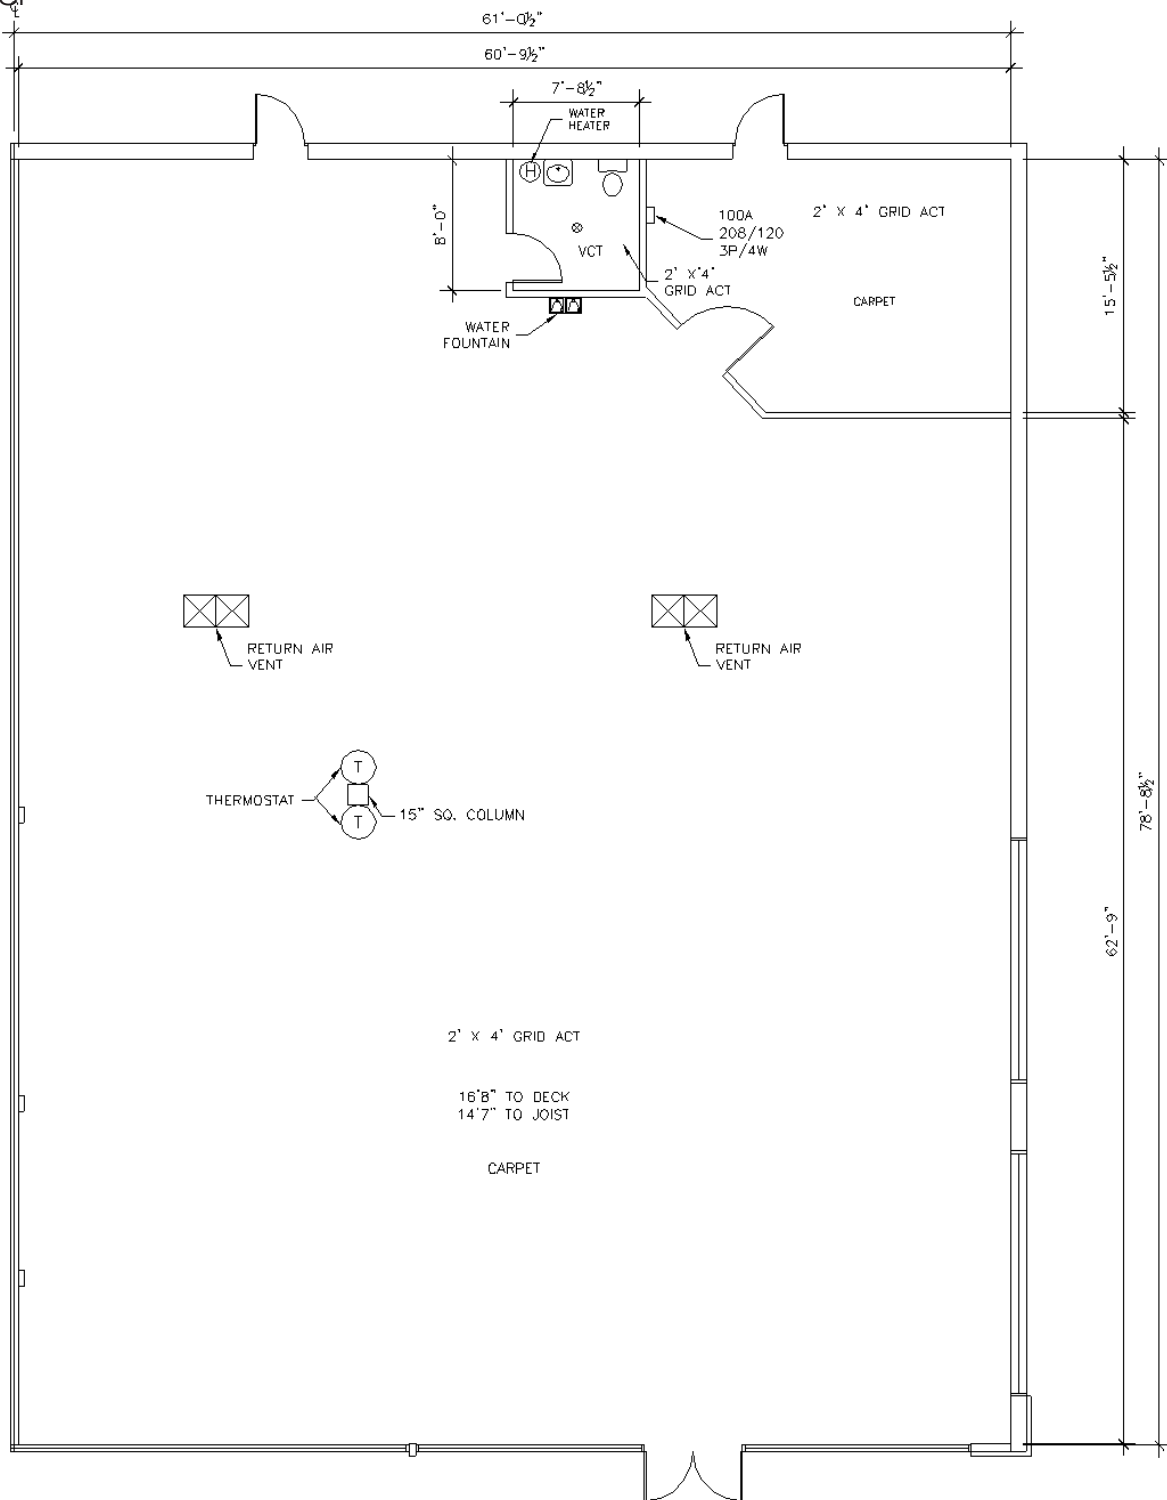 61'-0½"
60'-9½"
7'-8½"
WATER
HEATER
H
8'-0"
100A
208/120
3P/4W
2' X 4' GRID ACT
VCT
2' X 4'
GRID ACT
CARPET
15'-5½"
WATER
FOUNTAIN
RETURN AIR
VENT
RETURN AIR
VENT
T
THERMOSTAT
15" SQ. COLUMN
T
78'-8½"
62'-9"
2' X 4' GRID ACT
16'8" TO DECK
14'7" TO JOIST
CARPET